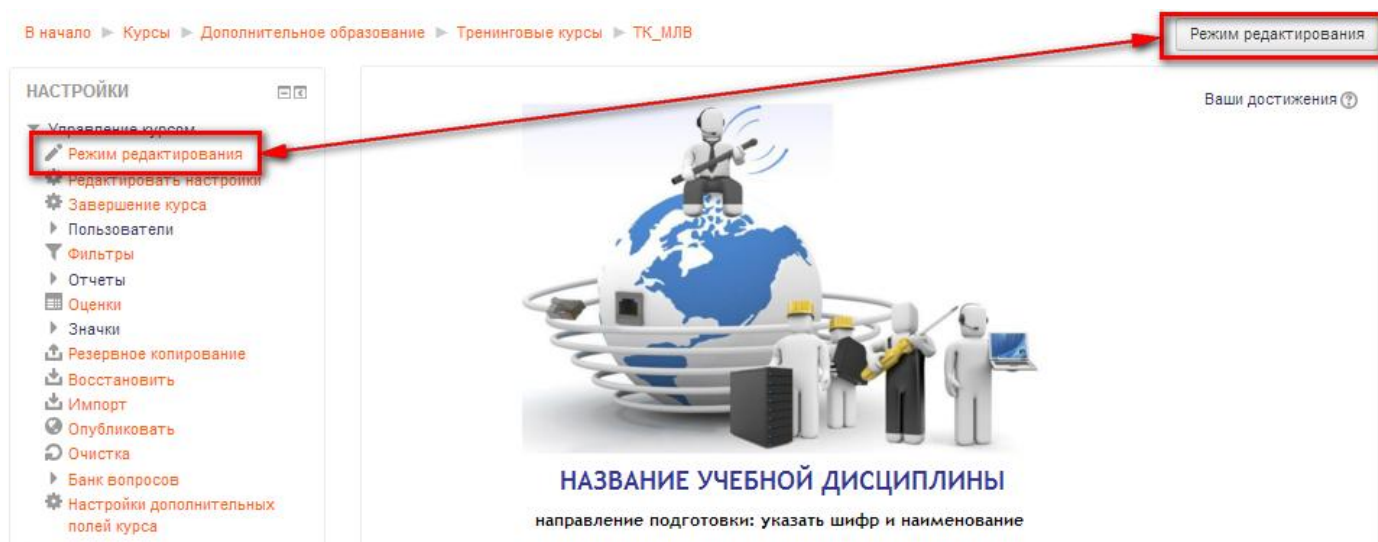 В начало ► Курсы ► Дополнительное образование ► Тренинговые курсы ► ТК_МЛВ
Режим редактирования
НАСТРОЙКИ
Ваши достижения
Управление курсом
Режим редактирования
Редактировать настройки
Завершение курса
Пользователи
Фильтры
Отчеты
Оценки
Значки
Резервное копирование
Восстановить
Импорт
Опубликовать
Очистка
Банк вопросов
Настройки дополнительных
полей курса
НАЗВАНИЕ УЧЕБНОЙ ДИСЦИПЛИНЫ
направление подготовки: указать шифр и наименование